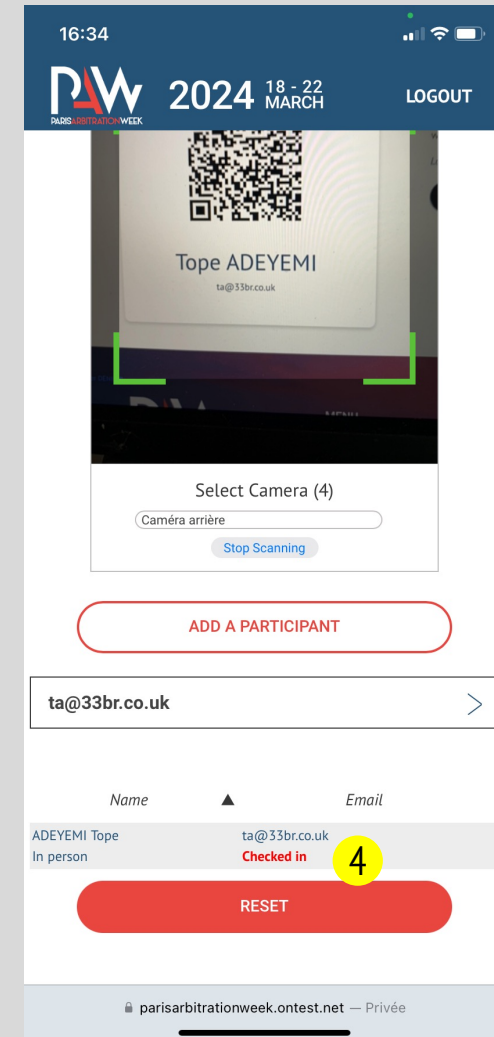 16:34
PAW
PARISARBITRATIONWEEK
2024 18 - 22 MARCH
LOGOUT
Tope ADEYEMI
ta@33br.co.uk
MENU
Select Camera (4)
Caméra arrière
Stop Scanning
ADD A PARTICIPANT
ta@33br.co.uk
Name ▲ Email
ADEYEMI Tope ta@33br.co.uk
In person Checked in 4
RESET
parisarbitrationweek.ontest.net — Privée